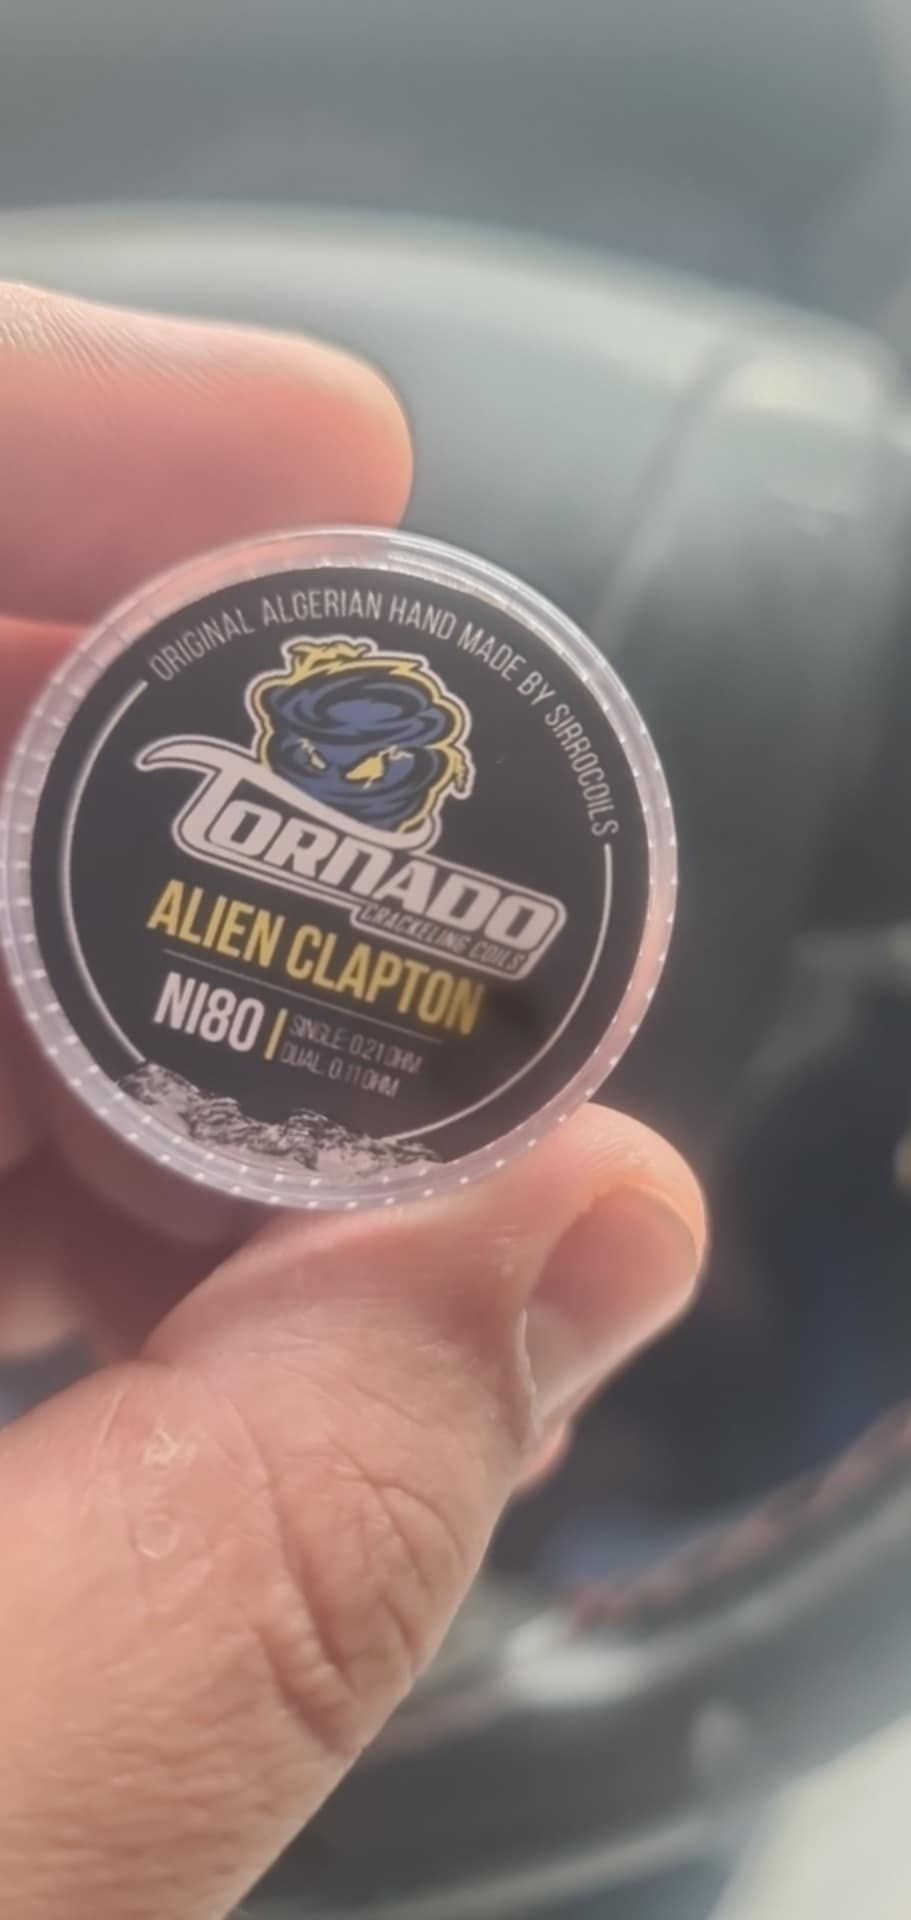 ORIGINAL ALGERIAN HAND MADE BY SIRROCOILS
TORNADO
CRACKELING COILS
ALIEN CLAPTON
NI80
SINGLE: 0.21 OHM
DUAL: 0.11 OHM